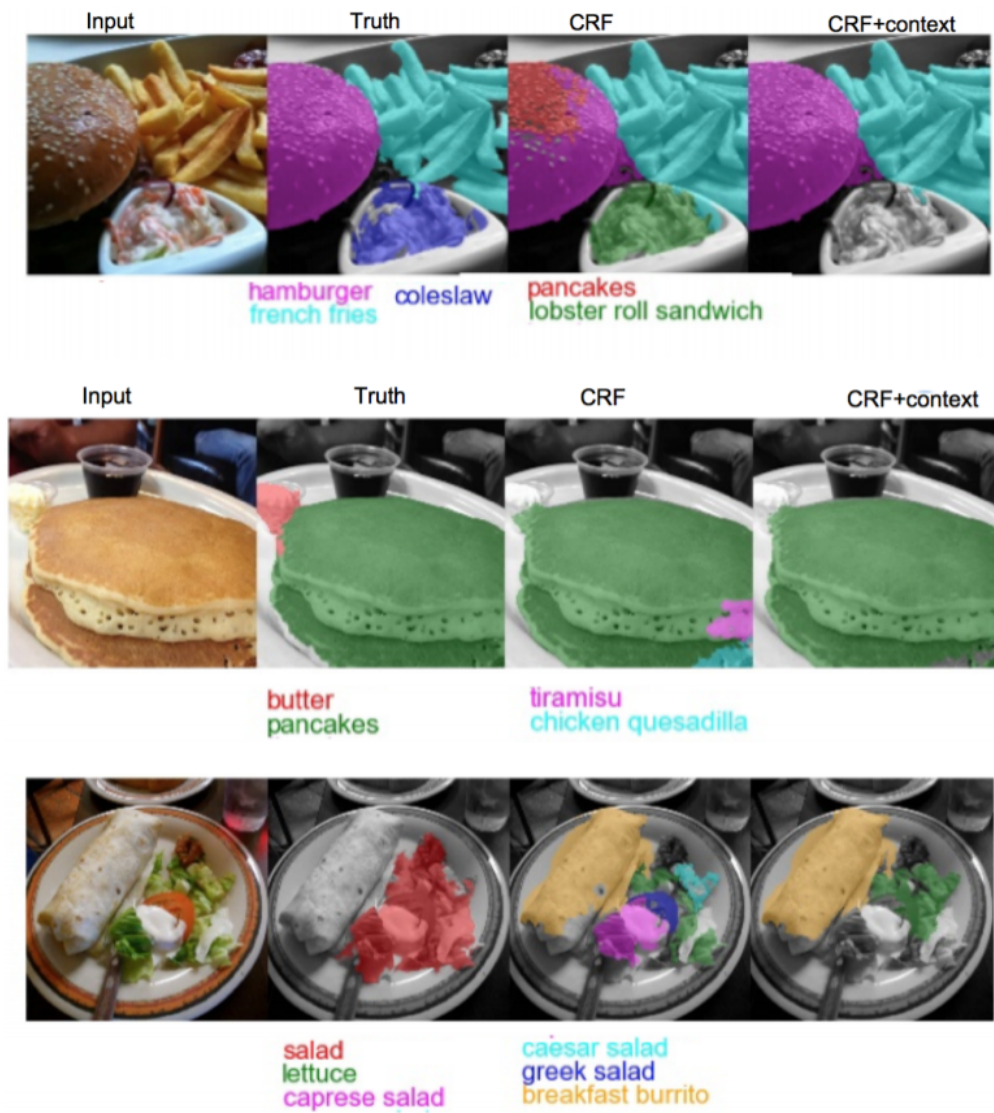 Input Truth CRF CRF+context
hamburger coleslaw pancakes
french fries lobster roll sandwich
Input Truth CRF CRF+context
butter tiramisu
pancakes chicken quesadilla
salad caesar salad
lettuce greek salad
caprese salad breakfast burrito